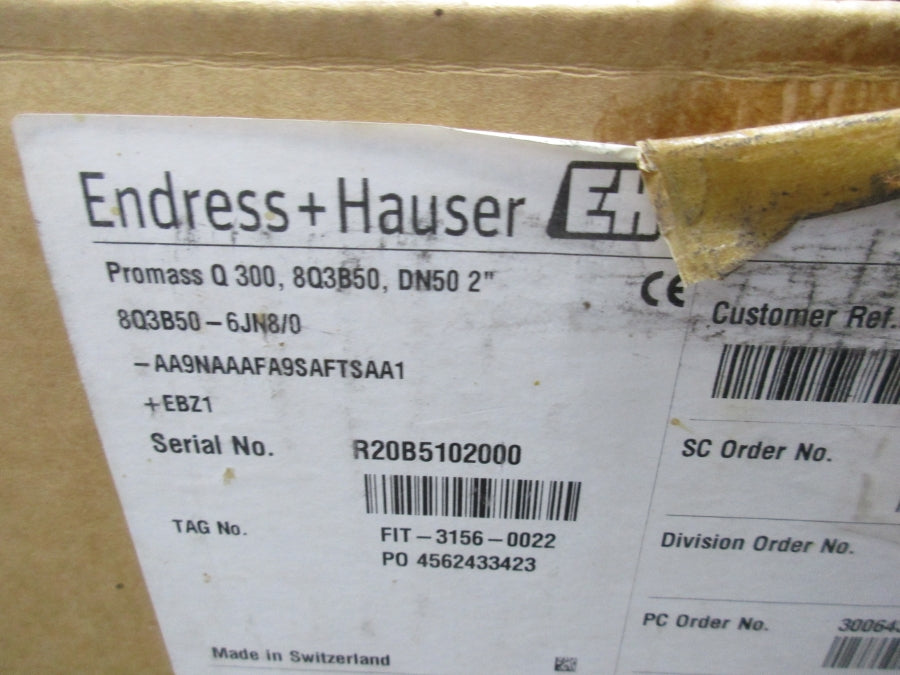 Endress+Hauser EH
Promass Q 300, 8Q3B50, DN50 2"
8Q3B50-6JN8/0
-AA9NAAAFA9SAFTSAA1
+EBZ1
Serial No. R20B5102000
TAG No. FIT-3156-0022
PO 4562433423
Made in Switzerland
CE
Customer Ref.
SC Order No.
Division Order No.
PC Order No.